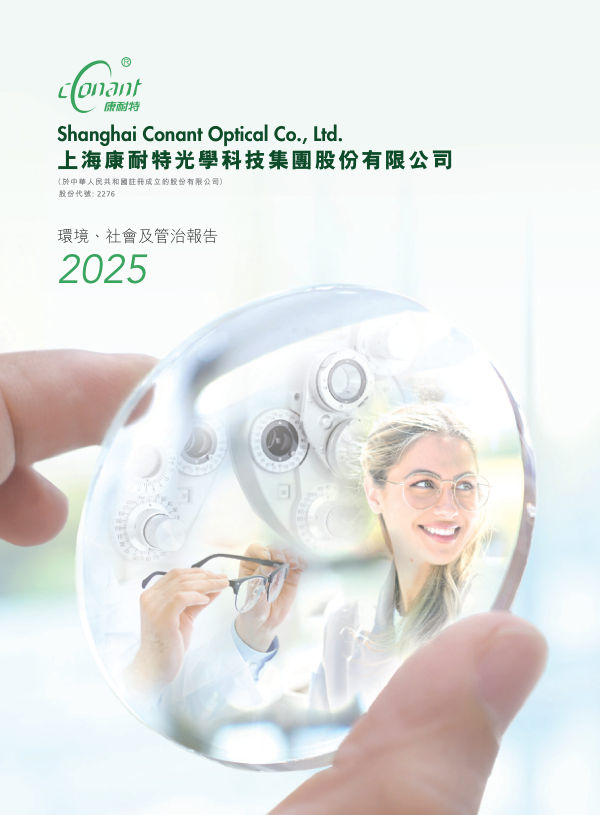 Conant®
康耐特
Shanghai Conant Optical Co., Ltd.
上海康耐特光學科技集團股份有限公司
（於中華人民共和國註冊成立的股份有限公司）
股份代號: 2276
環境、社會及管治報告
2025